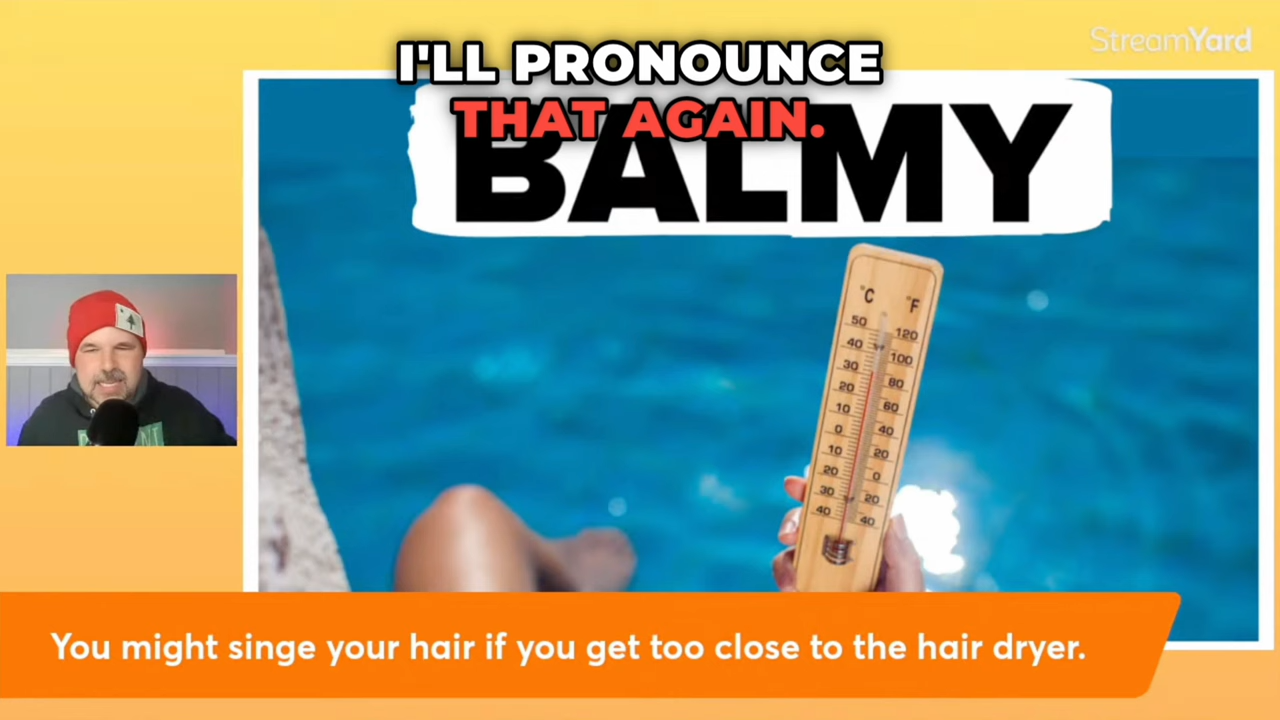 StreamYard
I'LL PRONOUNCE
THAT AGAIN.
BALMY
°C °F
50 120
40 100
30 80
20 60
10 40
0 20
10 0
20 20
30 40
40
You might singe your hair if you get too close to the hair dryer.